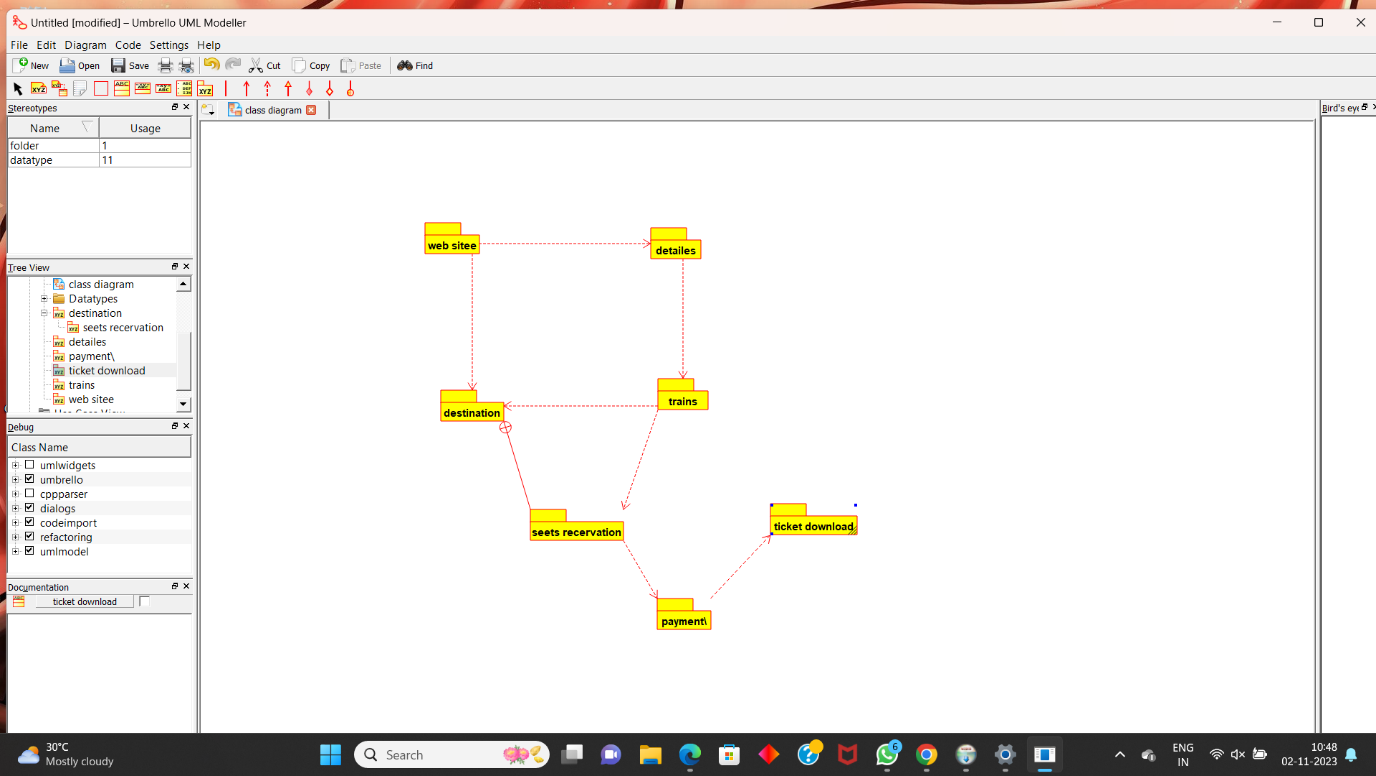 Untitled [modified] – Umbrello UML Modeller
File Edit Diagram Code Settings Help
New Open Save Cut Copy Paste Find
Stereotypes
Name Usage
folder 1
datatype 11
Tree View
class diagram
Datatypes
destination
seets recervation
detailes
payment\
ticket download
trains
web sitee
Debug
Class Name
umlwidgets
umbrello
cppparser
dialogs
codeimport
refactoring
umlmodel
Documentation
ticket download
class diagram
Bird's eye
web sitee
detailes
destination
trains
seets recervation
ticket download
payment\
30°C
Mostly cloudy
Search
6
ENG
IN
10:48
02-11-2023